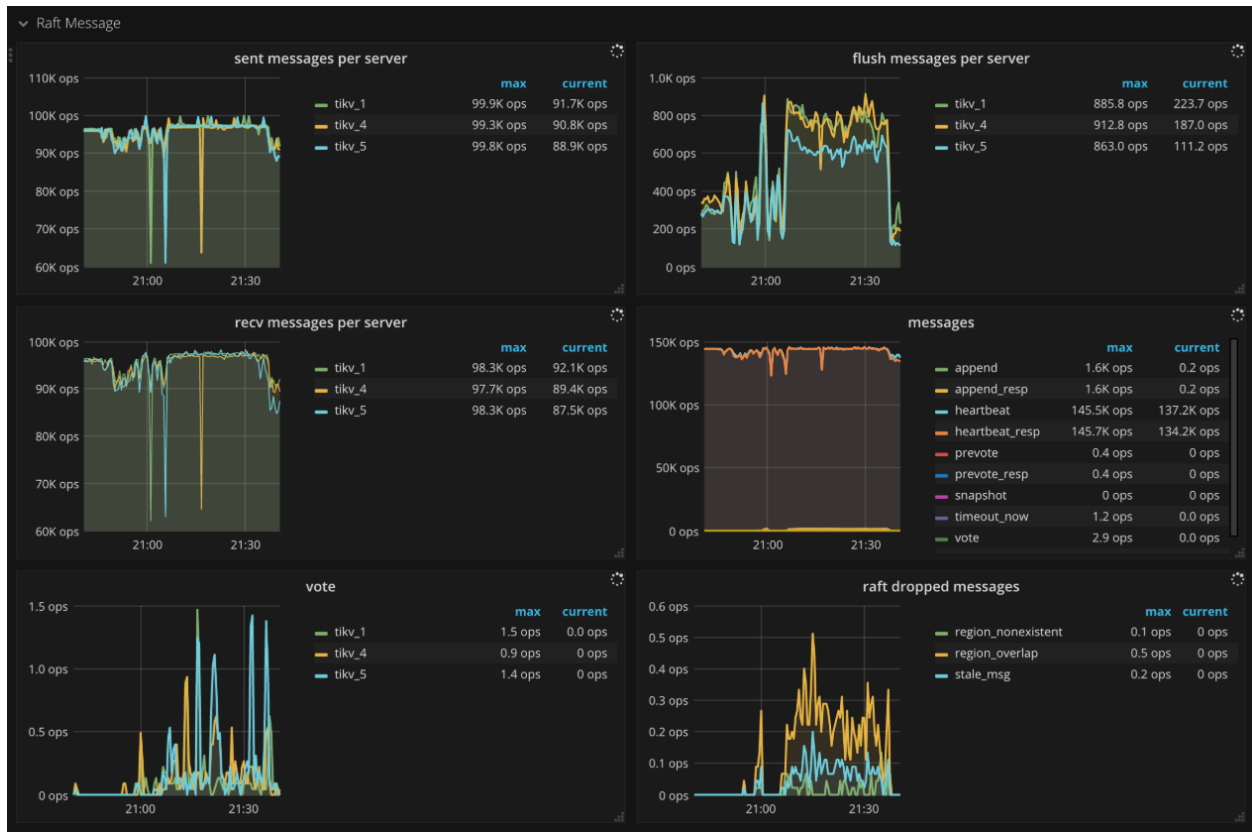 Raft Message
sent messages per server
110K ops
100K ops
90K ops
80K ops
70K ops
60K ops
21:00 21:30
max current
tikv_1 99.9K ops 91.7K ops
tikv_4 99.3K ops 90.8K ops
tikv_5 99.8K ops 88.9K ops
flush messages per server
1.0K ops
800 ops
600 ops
400 ops
200 ops
0 ops
21:00 21:30
max current
tikv_1 885.8 ops 223.7 ops
tikv_4 912.8 ops 187.0 ops
tikv_5 863.0 ops 111.2 ops
recv messages per server
100K ops
90K ops
80K ops
70K ops
60K ops
21:00 21:30
max current
tikv_1 98.3K ops 92.1K ops
tikv_4 97.7K ops 89.4K ops
tikv_5 98.3K ops 87.5K ops
messages
150K ops
100K ops
50K ops
0 ops
21:00 21:30
max current
append 1.6K ops 0.2 ops
append_resp 1.6K ops 0.2 ops
heartbeat 145.5K ops 137.2K ops
heartbeat_resp 145.7K ops 134.2K ops
prevote 0.4 ops 0 ops
prevote_resp 0.4 ops 0 ops
snapshot 0 ops 0 ops
timeout_now 1.2 ops 0.0 ops
vote 2.9 ops 0.0 ops
vote
1.5 ops
1.0 ops
0.5 ops
0 ops
21:00 21:30
max current
tikv_1 1.5 ops 0.0 ops
tikv_4 0.9 ops 0 ops
tikv_5 1.4 ops 0 ops
raft dropped messages
0.6 ops
0.5 ops
0.4 ops
0.3 ops
0.2 ops
0.1 ops
0 ops
21:00 21:30
max current
region_nonexistent 0.1 ops 0 ops
region_overlap 0.5 ops 0 ops
stale_msg 0.2 ops 0 ops